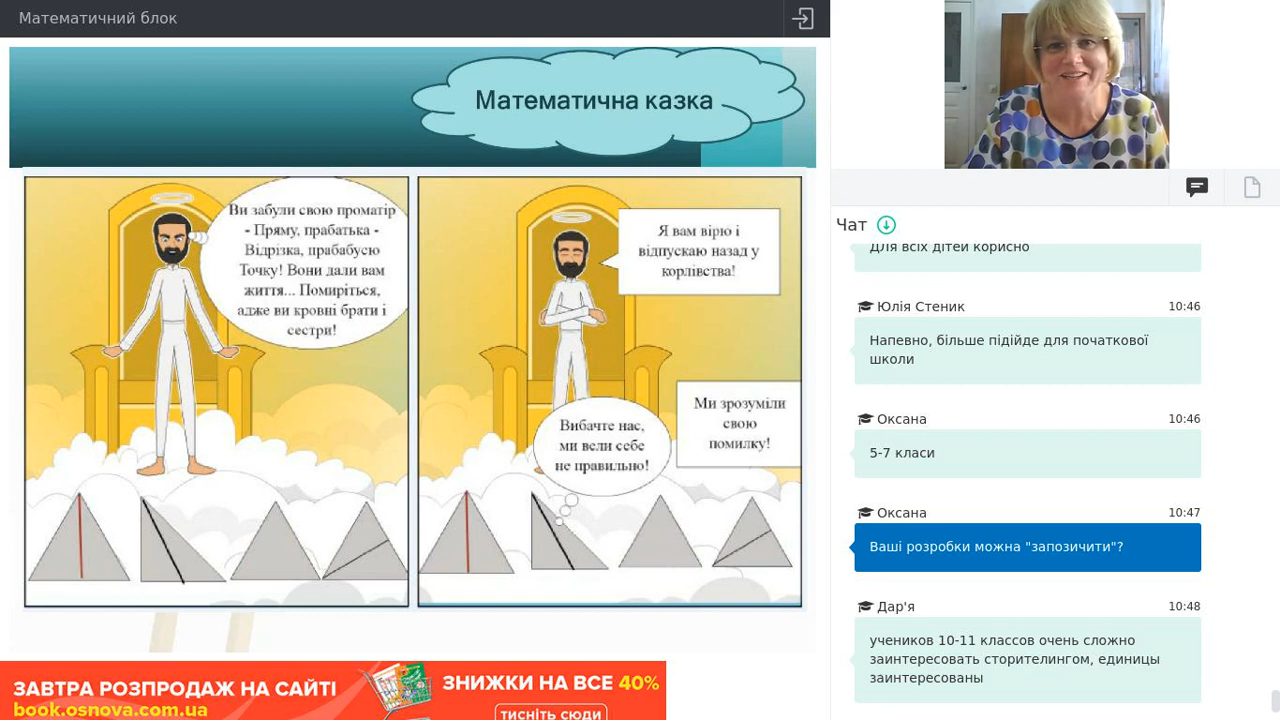 Математичний блок
Математична казка
Ви забули свою проматір
- Пряму, прабатька -
Відрізка, прабабусю
Точку! Вони дали вам
життя... Помиріться,
адже ви кровні брати і
сестри!
Я вам вірю і
відпускаю назад у
корлівства!
Вибачте нас,
ми вели себе
не правильно!
Ми зрозуміли
свою
помилку!
ЗАВТРА РОЗПРОДАЖ НА САЙТІ
book.osnova.com.ua
ЗНИЖКИ НА ВСЕ 40%
тисніть сюди
Чат
Для всіх дітей корисно
Юлія Стеник 10:46
Напевно, більше підійде для початкової
школи
Оксана 10:46
5-7 класи
Оксана 10:47
Ваші розробки можна "запозичити"?
Дар'я 10:48
учеников 10-11 классов очень сложно
заинтересовать сторителингом, единицы
заинтересованы